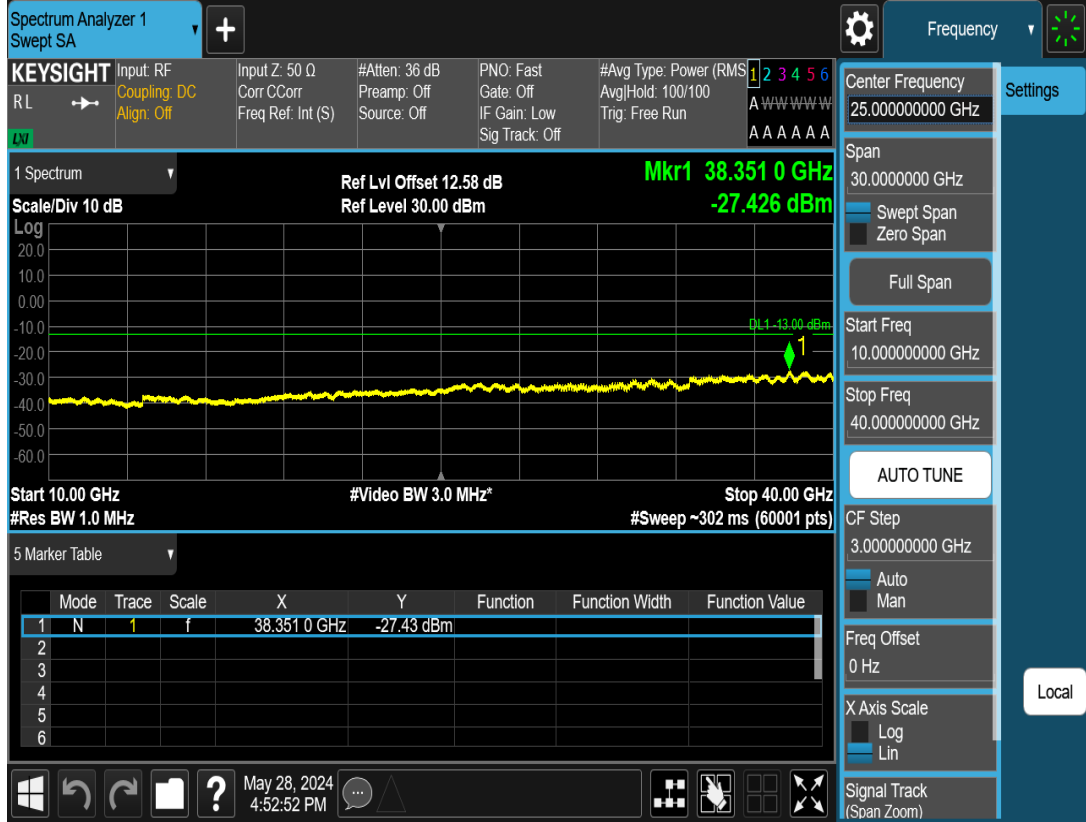 Spectrum Analyzer 1
Swept SA
+
Frequency
KEYSIGHT
RL
LXI
Input: RF
Coupling: DC
Align: Off
Input Z: 50 Ω
Corr CCorr
Freq Ref: Int (S)
#Atten: 36 dB
Preamp: Off
Source: Off
PNO: Fast
Gate: Off
IF Gain: Low
Sig Track: Off
#Avg Type: Power (RMS
Avg|Hold: 100/100
Trig: Free Run
1 2 3 4 5 6
A W W W W W
A A A A A A
1 Spectrum
Scale/Div 10 dB
Ref Lvl Offset 12.58 dB
Ref Level 30.00 dBm
Mkr1 38.351 0 GHz
-27.426 dBm
Log
20.0
10.0
0.00
-10.0
-20.0
-30.0
-40.0
-50.0
-60.0
DL1 -13.00 dBm
1
Start 10.00 GHz
#Video BW 3.0 MHz*
Stop 40.00 GHz
#Res BW 1.0 MHz
#Sweep ~302 ms (60001 pts)
5 Marker Table
Mode Trace Scale X Y Function Function Width Function Value
1 N 1 f 38.351 0 GHz -27.43 dBm
2
3
4
5
6
?
May 28, 2024
4:52:52 PM
Center Frequency
25.000000000 GHz
Settings
Span
30.0000000 GHz
Swept Span
Zero Span
Full Span
Start Freq
10.000000000 GHz
Stop Freq
40.000000000 GHz
AUTO TUNE
CF Step
3.000000000 GHz
Auto
Man
Freq Offset
0 Hz
Local
X Axis Scale
Log
Lin
Signal Track
(Span Zoom)